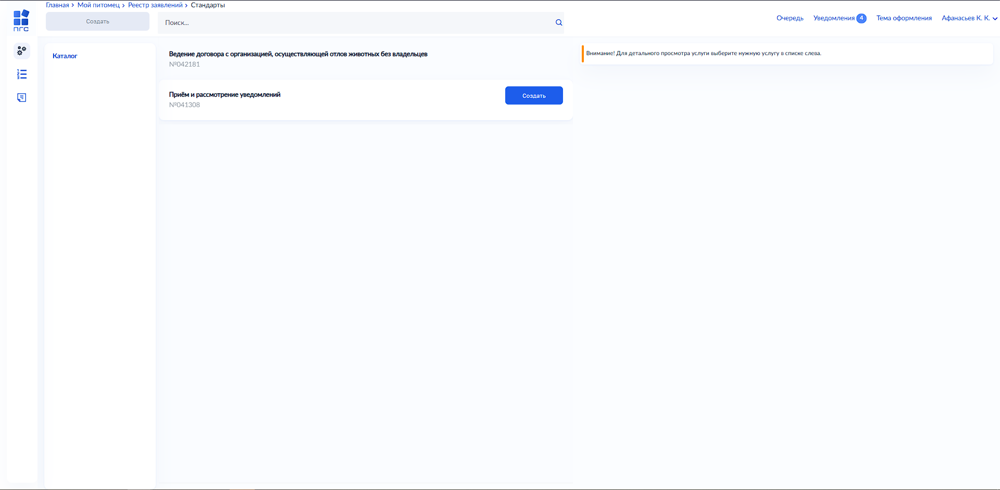 Главная > Мой питомец > Реестр заявлений > Стандарты
ПГС
Создать
Поиск...
Очередь
Уведомления 4
Тема оформления
Афанасьев К. К.
Каталог
Ведение договора с организацией, осуществляющей отлов животных без владельцев
№042181
Приём и рассмотрение уведомлений
№041308
Создать
Внимание! Для детального просмотра услуги выберите нужную услугу в списке слева.